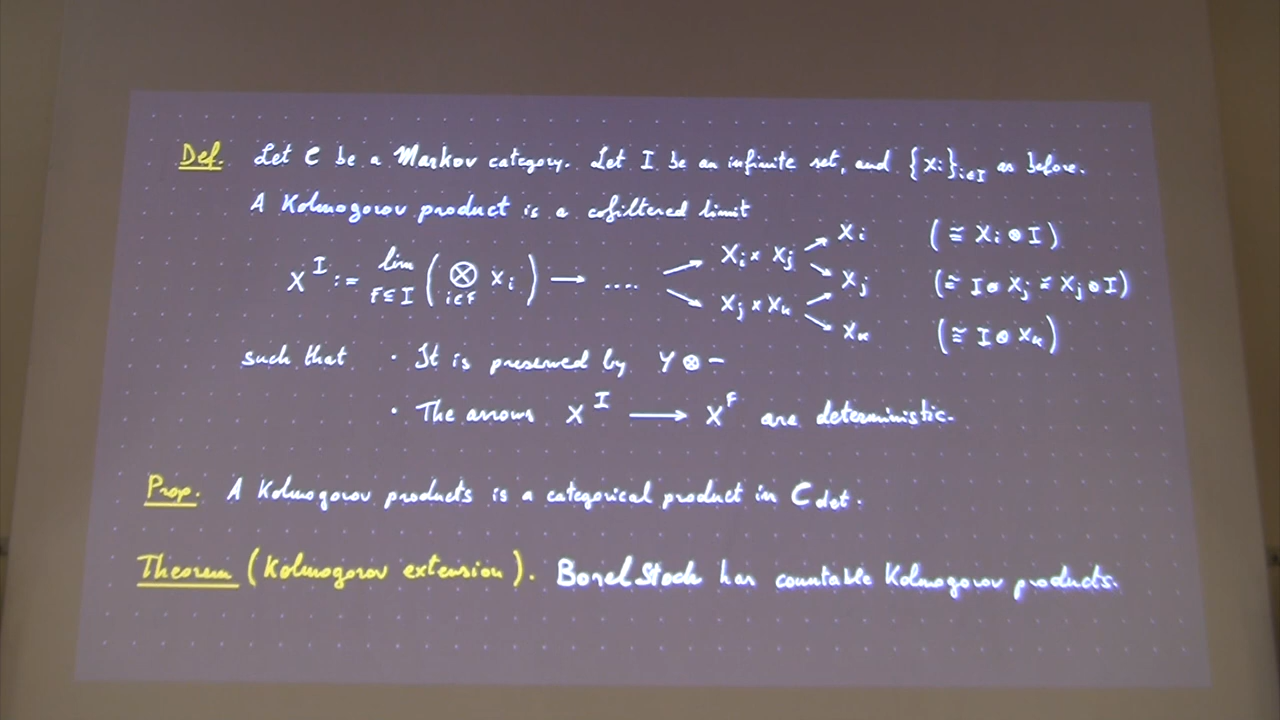 Def. Let C be a Markov category. Let I be an infinite set, and {Xi}i∈I as before.
A Kolmogorov product is a cofiltered limit
X^I := lim F⊆I (⊗ i∈F Xi) → .... Xi × Xj Xj × Xk Xi Xj Xk (≅ Xi ⊗ I) (≅ I ⊗ Xj ≅ Xj ⊗ I) (≅ I ⊗ Xk)
such that · It is preserved by Y ⊗ −
· The arrows X^I → X^F are deterministic.
Prop. A Kolmogorov products is a categorical product in C det.
Theorem (Kolmogorov extension). BorelStoch has countable Kolmogorov products.